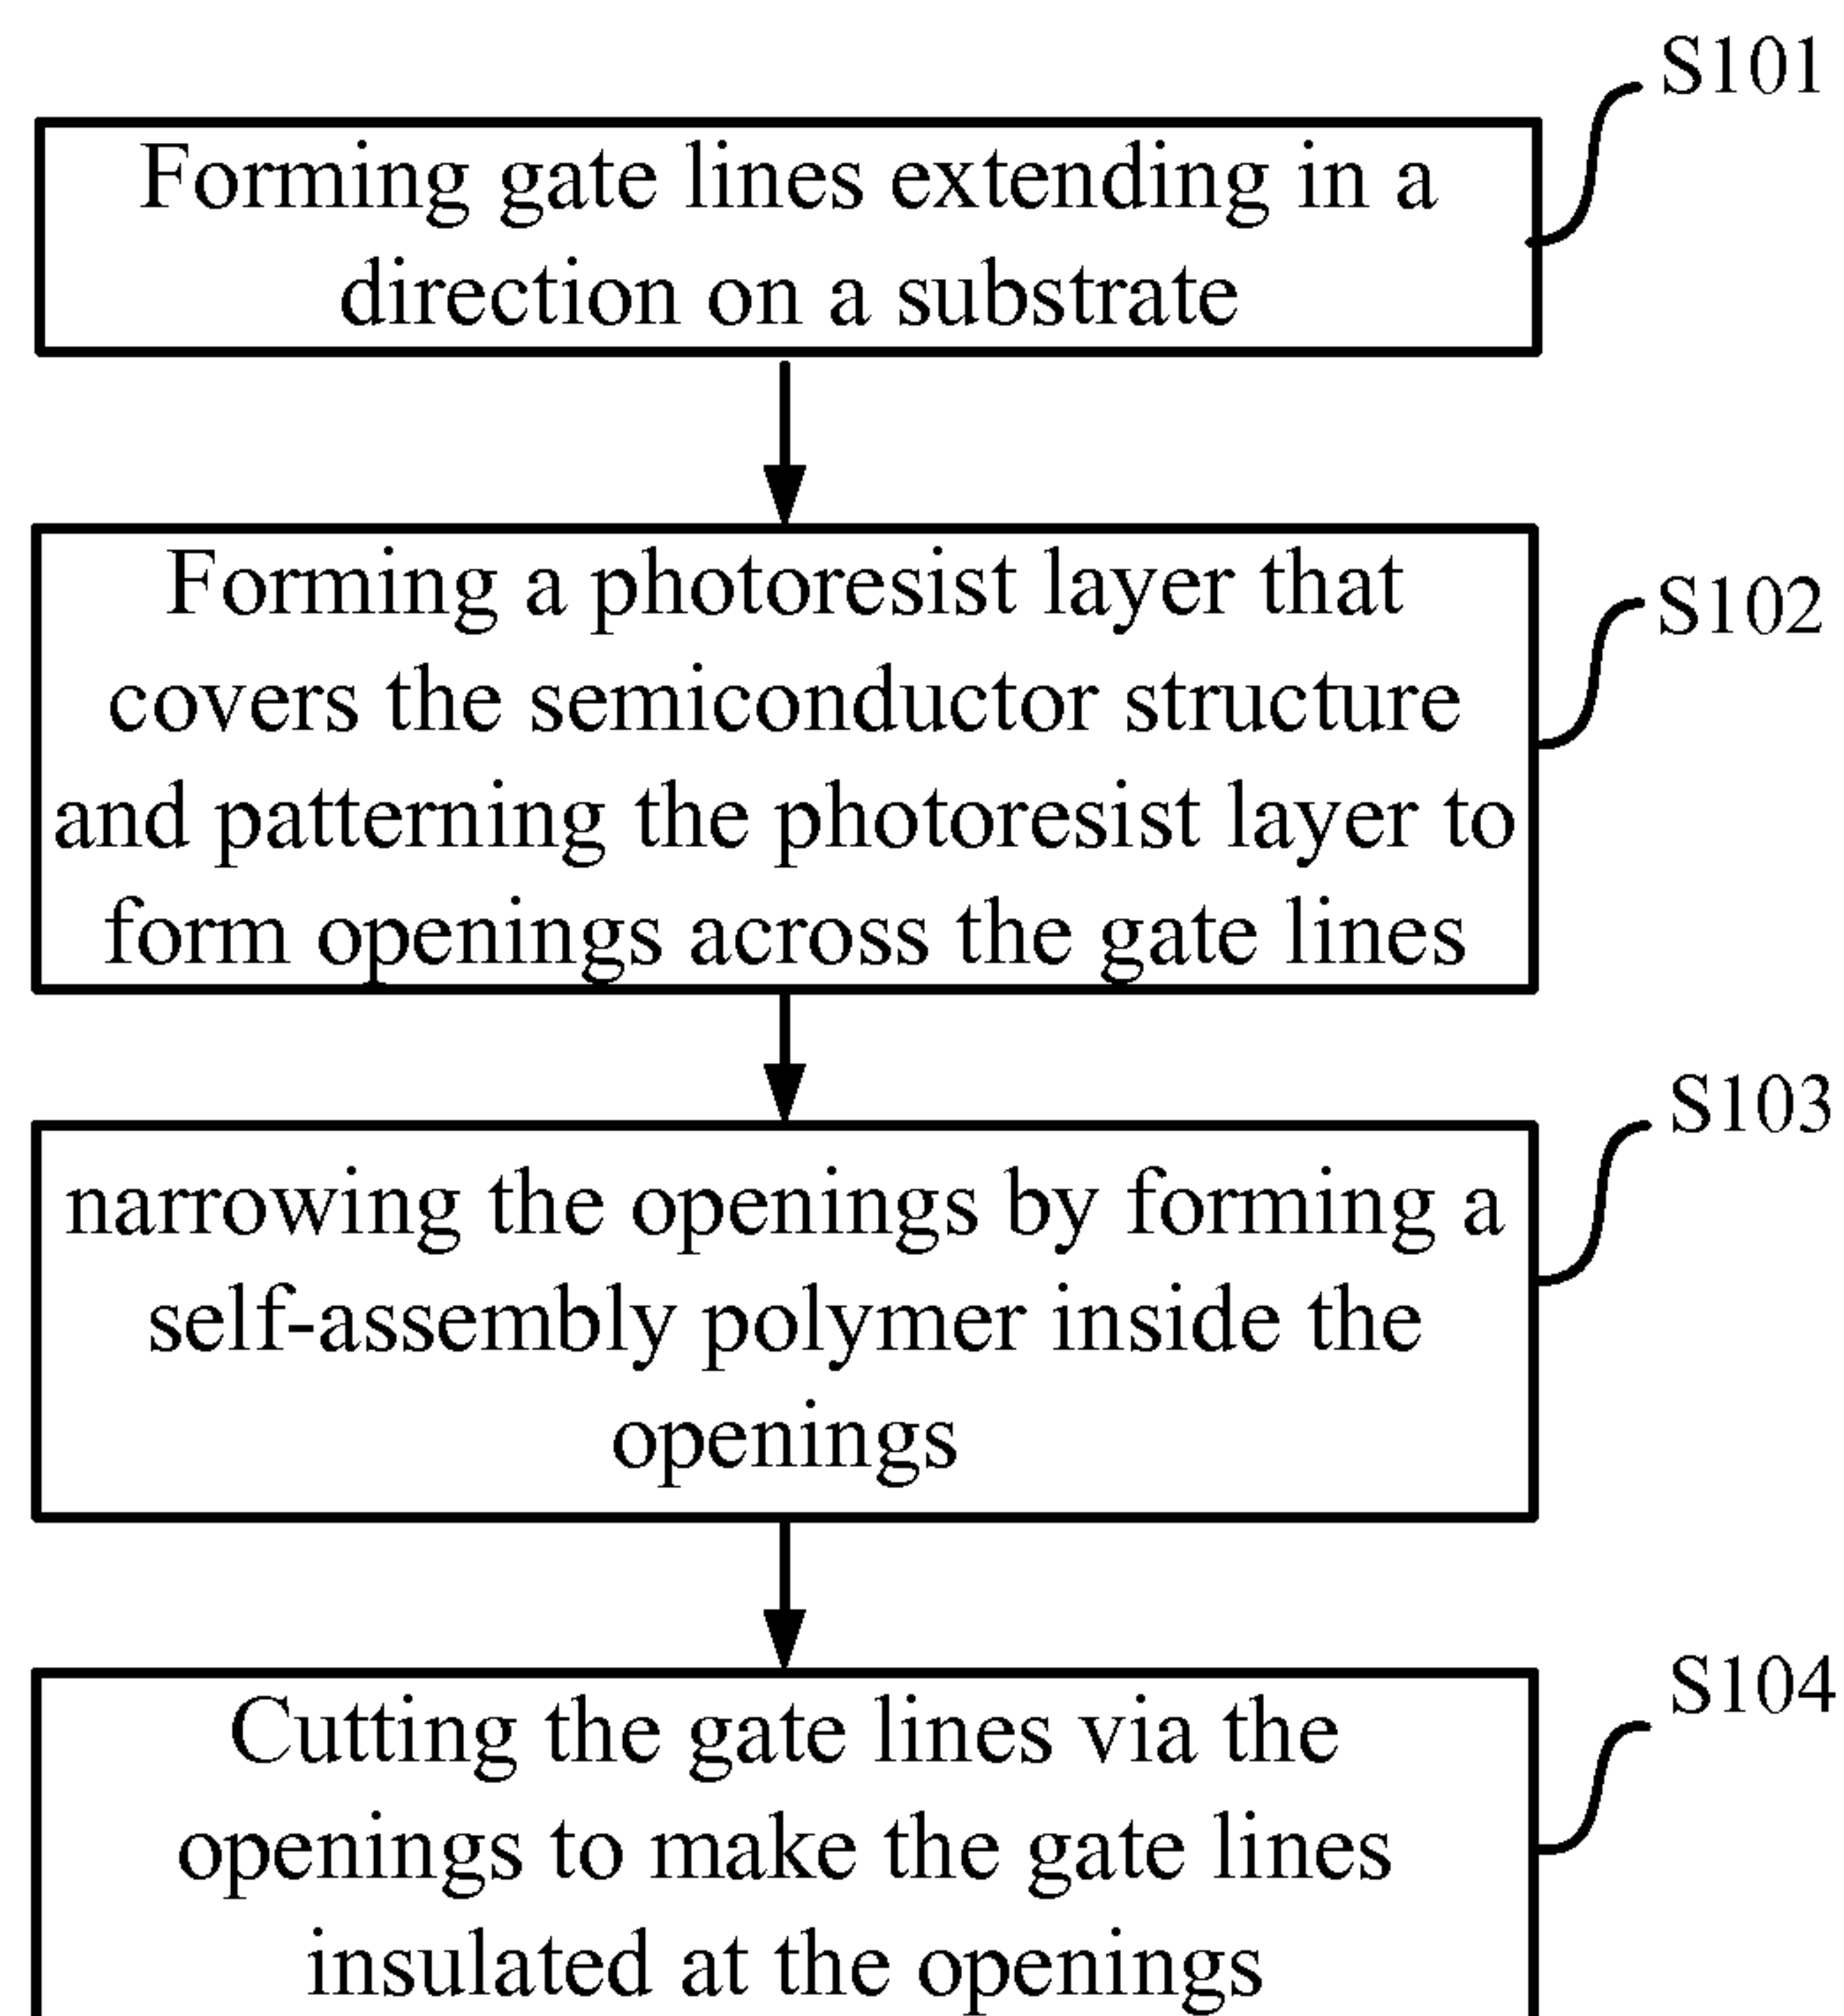 S101
Forming gate lines extending in a
direction on a substrate
Forming a photoresist layer that
S102
covers the semiconductor structure
and patterning the photoresist layer to
form openings across the gate lines
S103
narrowing the openings by forming a
self-assembly polymer inside the
openings
S104
Cutting the gate lines via the
openings to make the gate lines
insulated at the openings